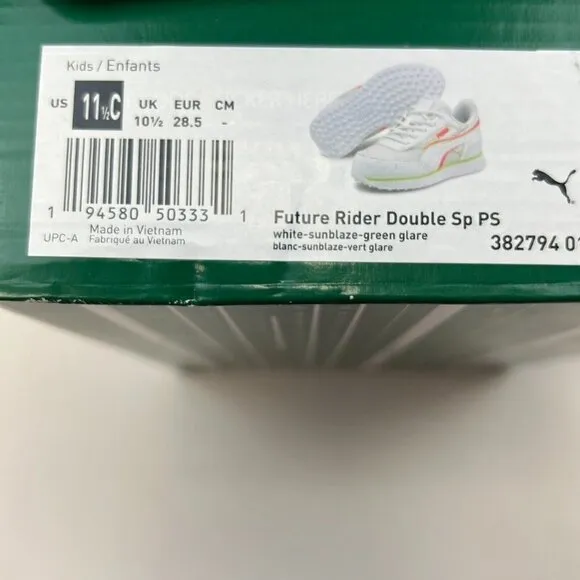 Kids / Enfants
US 11½C UK EUR CM
10½ 28.5 -
1 94580 50333 1
UPC-A Made in Vietnam
Fabriqué au Vietnam
Future Rider Double Sp PS
white-sunblaze-green glare
blanc-sunblaze-vert glare
382794 01